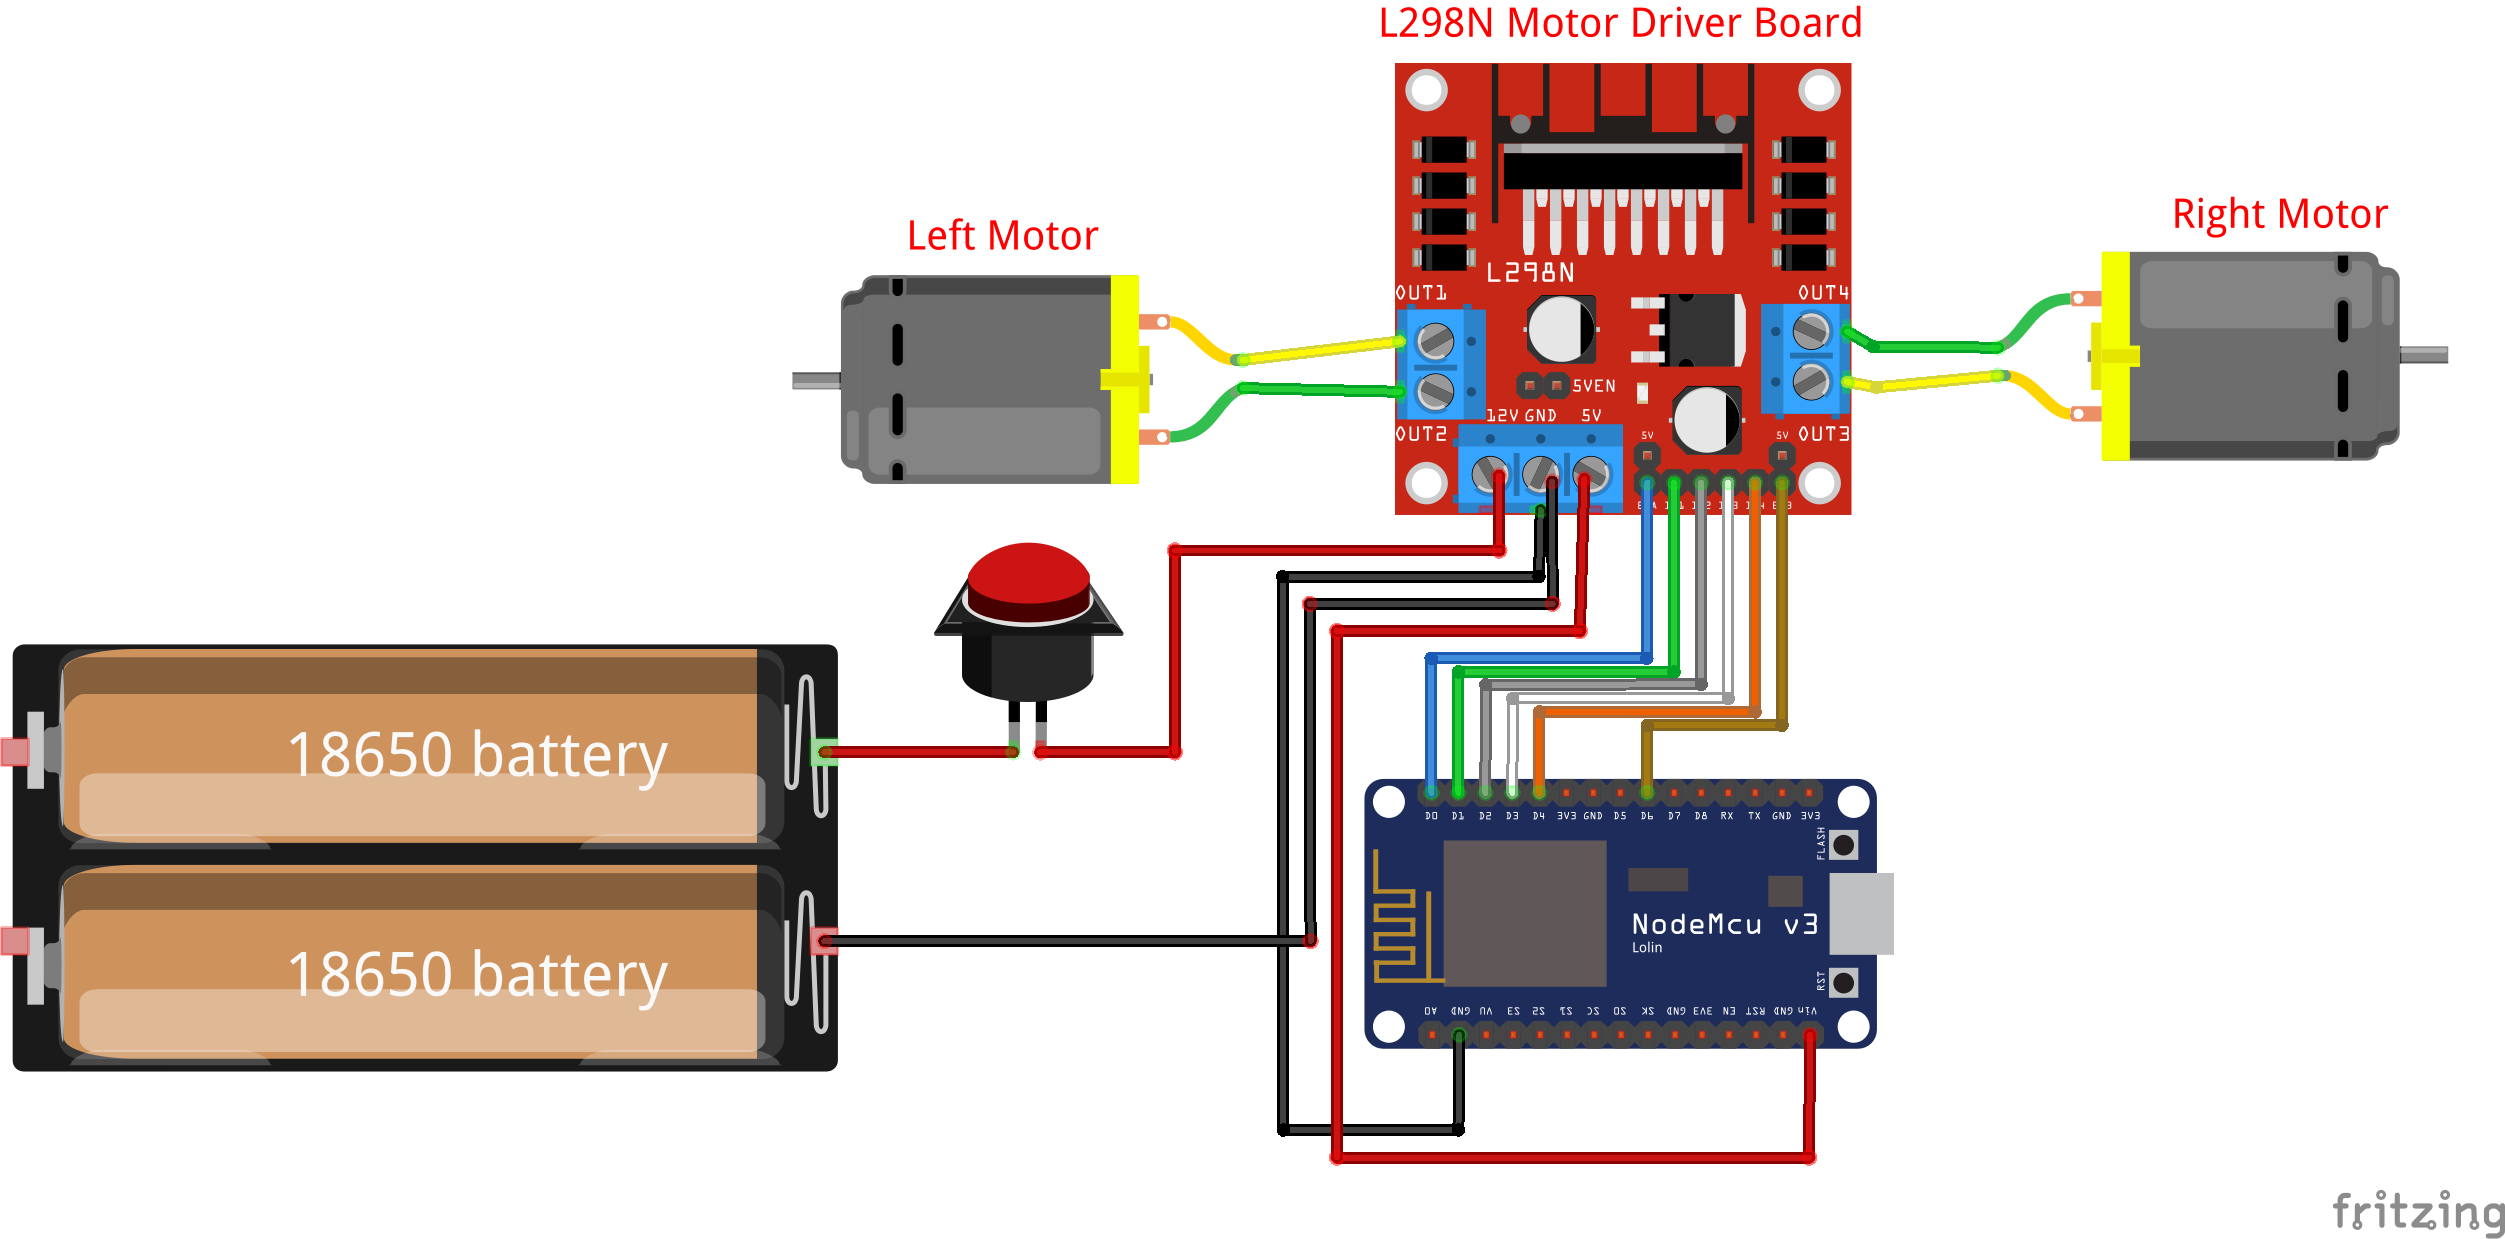 L298N Motor Driver Board
Left Motor
Right Motor
L298N
OUT1
OUT4
5VEN
12V GND 5V
OUT2
5V
5V
OUT3
18650 battery
18650 battery
D0 D1 D2 D3 D4 3V3 GND D5 D6 D7 D8 RX TX GND 3V3
FLASH
NodeMcu v3
Lolin
RST
A0 GND VU S3 S2 S1 SC S0 SK GND 3V3 EN RST GND Vin
fritzing